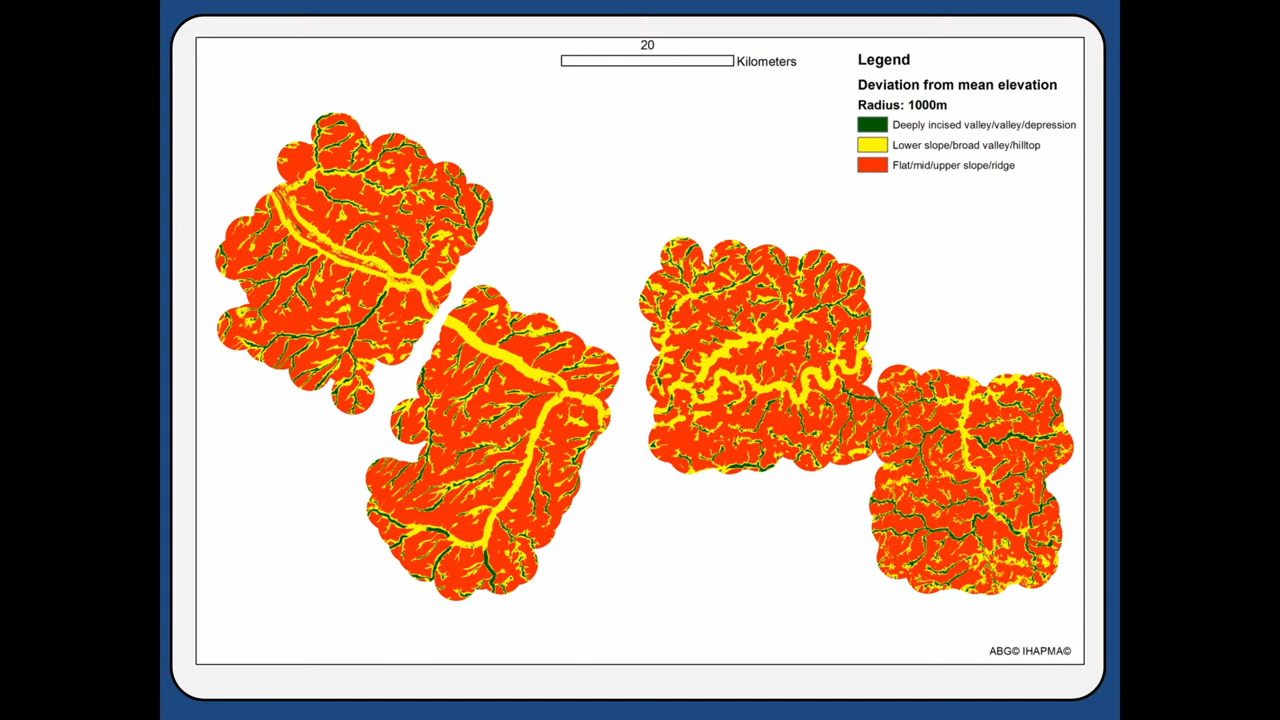 20
Kilometers
Legend
Deviation from mean elevation
Radius: 1000m
Deeply incised valley/valley/depression
Lower slope/broad valley/hilltop
Flat/mid/upper slope/ridge
ABG© IHAPMA©